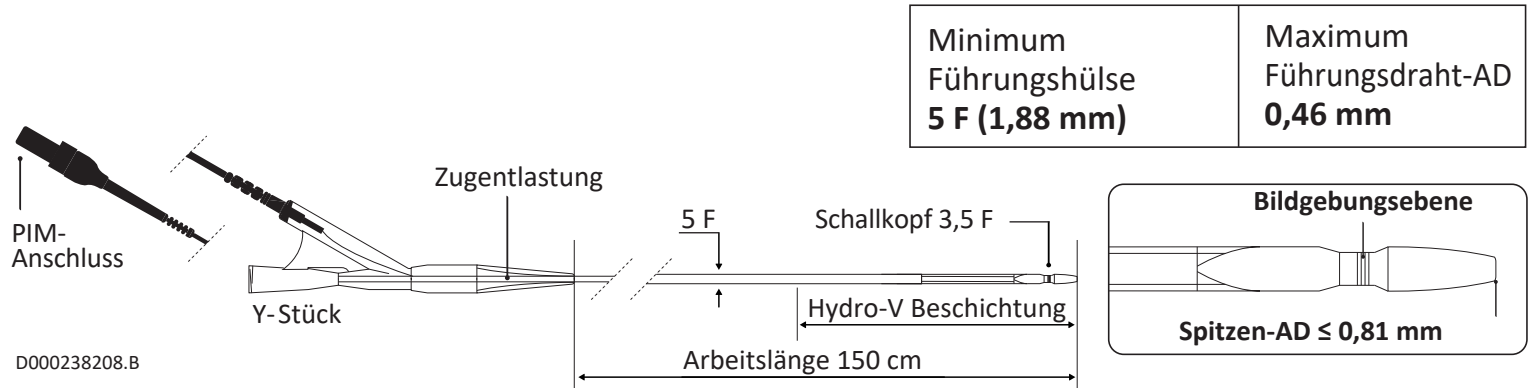 Minimum
Führungshülse
5 F (1,88 mm)
Maximum
Führungsdraht-AD
0,46 mm
PIM-
Anschluss
Zugentlastung
5 F
Schallkopf 3,5 F
Bildgebungsebene
Y-Stück
Hydro-V Beschichtung
Spitzen-AD ≤ 0,81 mm
D000238208.B
Arbeitslänge 150 cm